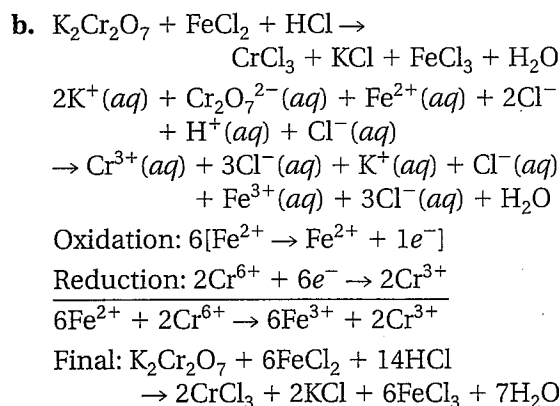 b. K₂Cr₂O₇ + FeCl₂ + HCl →
CrCl₃ + KCl + FeCl₃ + H₂O
2K⁺(aq) + Cr₂O₇²⁻(aq) + Fe²⁺(aq) + 2Cl⁻
+ H⁺(aq) + Cl⁻(aq)
→ Cr³⁺(aq) + 3Cl⁻(aq) + K⁺(aq) + Cl⁻(aq)
+ Fe³⁺(aq) + 3Cl⁻(aq) + H₂O
Oxidation: 6[Fe²⁺ → Fe²⁺ + 1e⁻]
Reduction: 2Cr⁶⁺ + 6e⁻ → 2Cr³⁺
6Fe²⁺ + 2Cr⁶⁺ → 6Fe³⁺ + 2Cr³⁺
Final: K₂Cr₂O₇ + 6FeCl₂ + 14HCl
→ 2CrCl₃ + 2KCl + 6FeCl₃ + 7H₂O